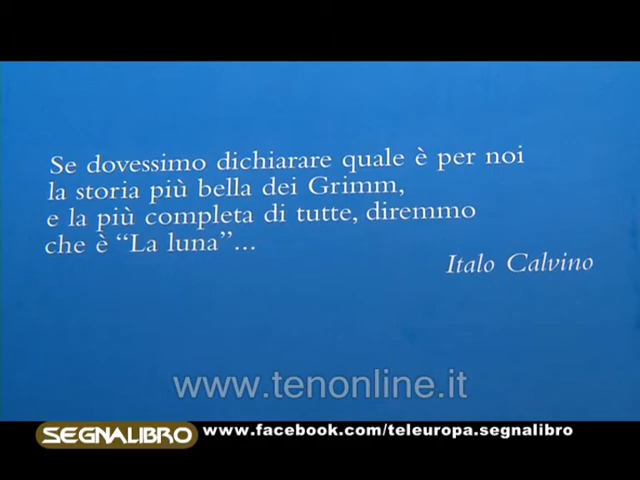 Se dovessimo dichiarare quale è per noi
la storia più bella dei Grimm,
e la più completa di tutte, diremmo
che è “La luna”...
Italo Calvino
www.tenonline.it
SEGNALIBRO www.facebook.com/teleuropa.segnalibro